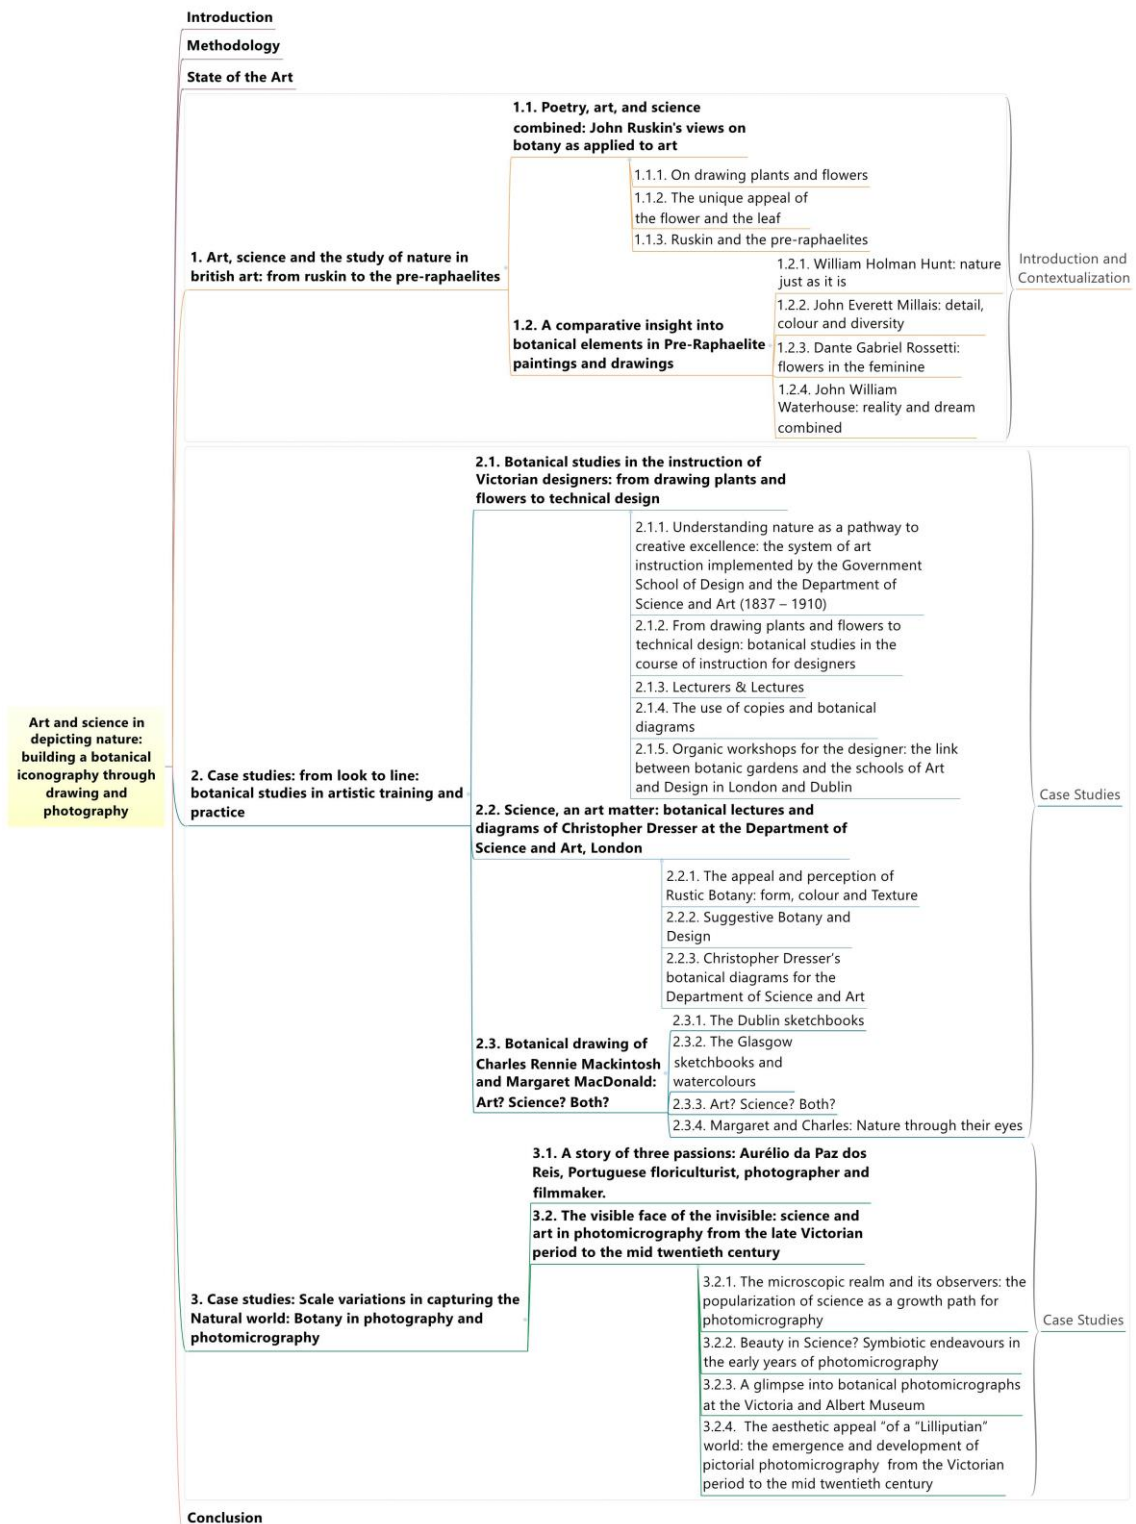 Introduction
Methodology
State of the Art
1. Art, science and the study of nature in
british art: from ruskin to the pre-raphaelites
1.1. Poetry, art, and science
combined: John Ruskin's views on
botany as applied to art
1.1.1. On drawing plants and flowers
1.1.2. The unique appeal of
the flower and the leaf
1.1.3. Ruskin and the pre-raphaelites
1.2. A comparative insight into
botanical elements in Pre-Raphaelite
paintings and drawings
1.2.1. William Holman Hunt: nature
just as it is
1.2.2. John Everett Millais: detail,
colour and diversity
1.2.3. Dante Gabriel Rossetti:
flowers in the feminine
1.2.4. John William
Waterhouse: reality and dream
combined
Introduction and
Contextualization
Art and science in
depicting nature:
building a botanical
iconography through
drawing and
photography
2. Case studies: from look to line:
botanical studies in artistic training and
practice
2.1. Botanical studies in the instruction of
Victorian designers: from drawing plants and
flowers to technical design
2.1.1. Understanding nature as a pathway to
creative excellence: the system of art
instruction implemented by the Government
School of Design and the Department of
Science and Art (1837 – 1910)
2.1.2. From drawing plants and flowers to
technical design: botanical studies in the
course of instruction for designers
2.1.3. Lecturers & Lectures
2.1.4. The use of copies and botanical
diagrams
2.1.5. Organic workshops for the designer: the link
between botanic gardens and the schools of Art
and Design in London and Dublin
2.2. Science, an art matter: botanical lectures and
diagrams of Christopher Dresser at the Department of
Science and Art, London
2.2.1. The appeal and perception of
Rustic Botany: form, colour and Texture
2.2.2. Suggestive Botany and
Design
2.2.3. Christopher Dresser's
botanical diagrams for the
Department of Science and Art
2.3. Botanical drawing of
Charles Rennie Mackintosh
and Margaret MacDonald:
Art? Science? Both?
2.3.1. The Dublin sketchbooks
2.3.2. The Glasgow
sketchbooks and
watercolours
2.3.3. Art? Science? Both?
2.3.4. Margaret and Charles: Nature through their eyes
Case Studies
3. Case studies: Scale variations in capturing the
Natural world: Botany in photography and
photomicrography
3.1. A story of three passions: Aurélio da Paz dos
Reis, Portuguese floriculturist, photographer and
filmmaker.
3.2. The visible face of the invisible: science and
art in photomicrography from the late Victorian
period to the mid twentieth century
3.2.1. The microscopic realm and its observers: the
popularization of science as a growth path for
photomicrography
3.2.2. Beauty in Science? Symbiotic endeavours in
the early years of photomicrography
3.2.3. A glimpse into botanical photomicrographs
at the Victoria and Albert Museum
3.2.4. The aesthetic appeal "of a "Lilliputian"
world: the emergence and development of
pictorial photomicrography from the Victorian
period to the mid twentieth century
Case Studies
Conclusion